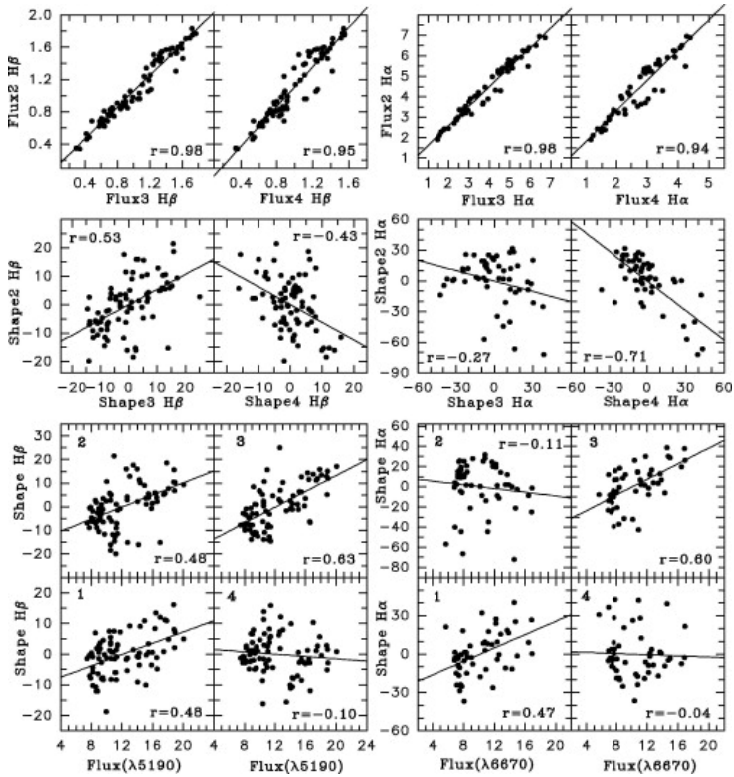 2.0
1.6
1.2
0.8
0.4
Flux2 Hβ
r=0.98
r=0.95
0.4 0.8 1.2 1.6
0.4 0.8 1.2 1.6
Flux3 Hβ
Flux4 Hβ
7
6
5
4
3
2
1
Flux2 Hα
r=0.98
r=0.94
1 2 3 4 5 6 7
1 2 3 4 5
Flux3 Hα
Flux4 Hα
20
10
0
-10
-20
Shape2 Hβ
r=0.53
r=-0.43
-20 -10 0 10 20
-20 -10 0 10 20
Shape3 Hβ
Shape4 Hβ
60
30
0
-30
-60
-90
Shape2 Hα
r=-0.27
r=-0.71
-60 -30 0 30
-60 -30 0 30 60
Shape3 Hα
Shape4 Hα
30
20
10
0
-10
-20
Shape Hβ
2
r=0.48
3
r=0.63
60
40
20
0
-20
-40
-60
-80
Shape Hα
2
r=-0.11
3
r=0.60
20
10
0
-10
-20
Shape Hβ
1
r=0.48
4
r=-0.10
4 8 12 16 20
4 8 12 16 20 24
Flux(λ5190)
Flux(λ5190)
30
0
-30
-60
Shape Hα
1
r=0.47
4
r=-0.04
4 8 12 16 20
4 8 12 16 20
Flux(λ6670)
Flux(λ6670)